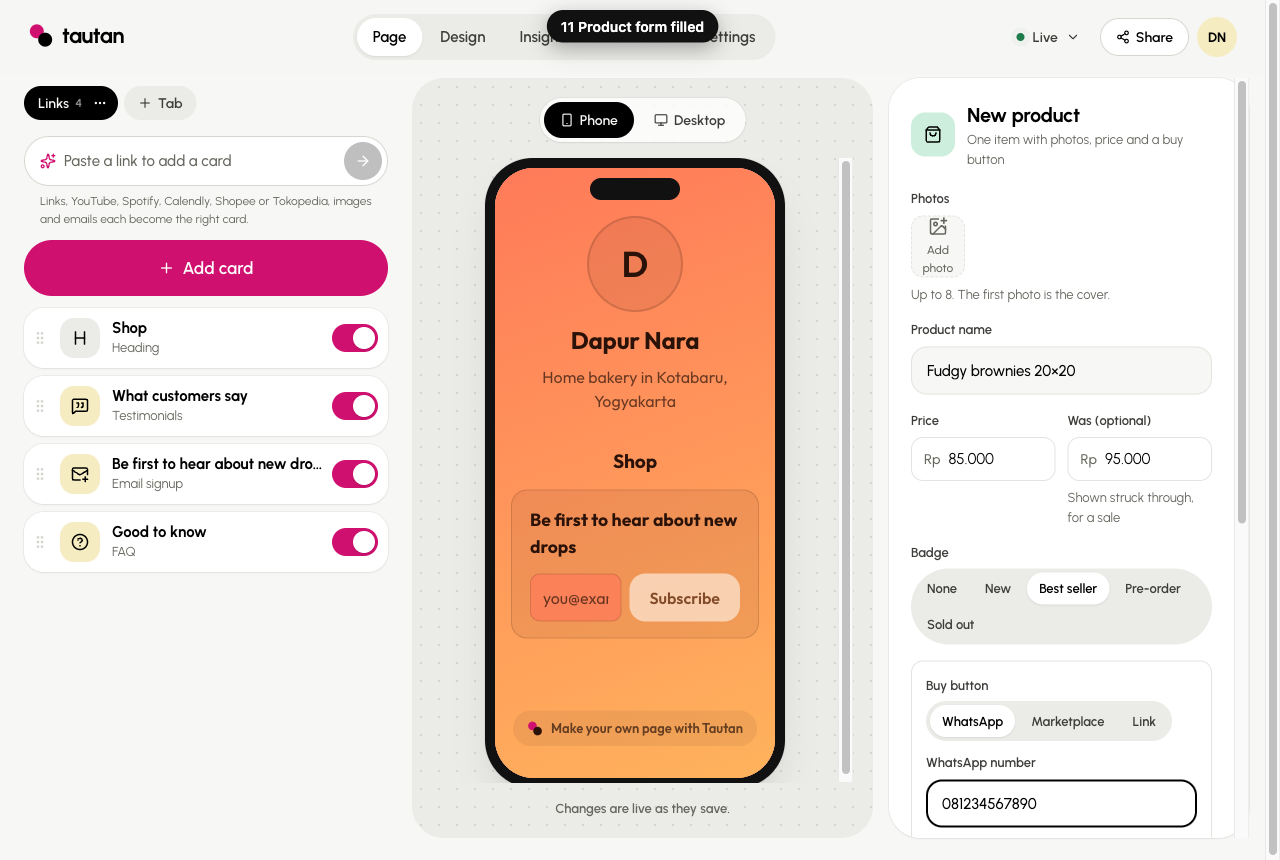 tautan
Page
Design
11 Product form filled
Live
Share
DN
Links 4
Tab
Paste a link to add a card
Links, YouTube, Spotify, Calendly, Shopee or Tokopedia, images
and emails each become the right card.
Add card
Shop
Heading
What customers say
Testimonials
Be first to hear about new dro...
Email signup
Good to know
FAQ
Phone
Desktop
D
Dapur Nara
Home bakery in Kotabaru,
Yogyakarta
Shop
Be first to hear about new
drops
Subscribe
Make your own page with Tautan
Changes are live as they save.
New product
One item with photos, price and a buy
button
Photos
Add
photo
Up to 8. The first photo is the cover.
Product name
Fudgy brownies 20×20
Price
Was (optional)
Rp 85.000
Rp 95.000
Shown struck through,
for a sale
Badge
None
New
Best seller
Pre-order
Sold out
Buy button
WhatsApp
Marketplace
Link
WhatsApp number
081234567890